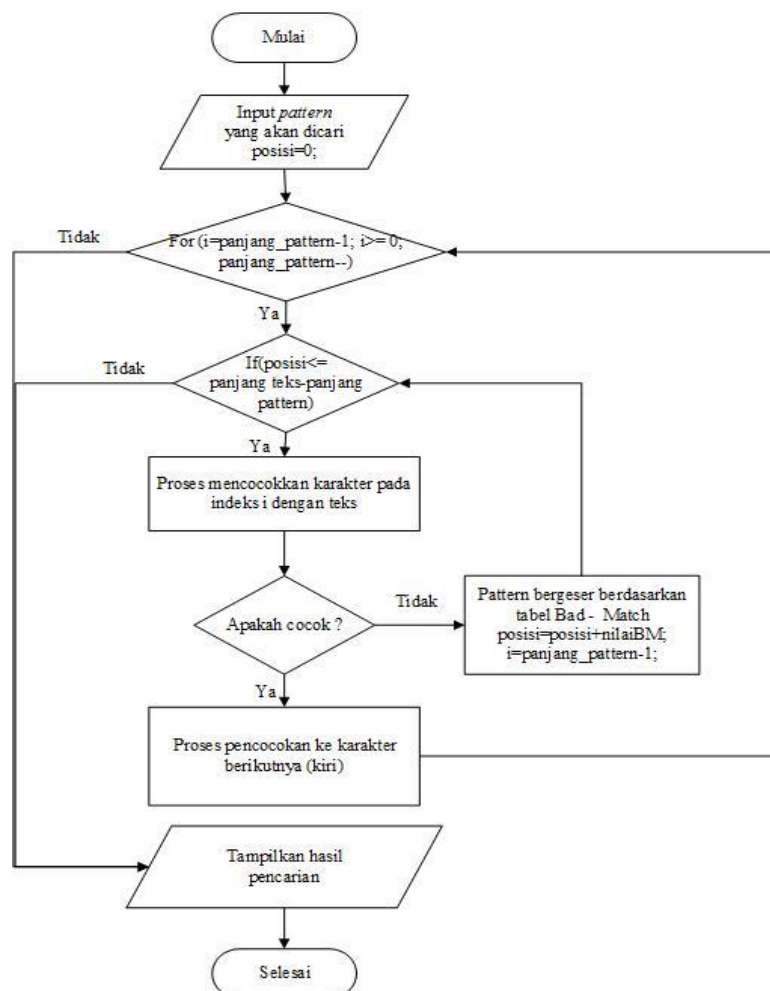 Mulai
Input pattern
yang akan dicari
posisi=0;
Tidak
For (i=panjang_pattern-1; i>= 0;
panjang_pattern--)
Ya
Tidak
If(posisi<=
panjang teks-panjang
pattern)
Ya
Proses mencocokkan karakter pada
indeks i dengan teks
Apakah cocok ?
Tidak
Pattern bergeser berdasarkan
tabel Bad - Match
posisi=posisi+nilaiBM;
i=panjang_pattern-1;
Ya
Proses pencocokan ke karakter
berikutnya (kiri)
Tampilkan hasil
pencarian
Selesai